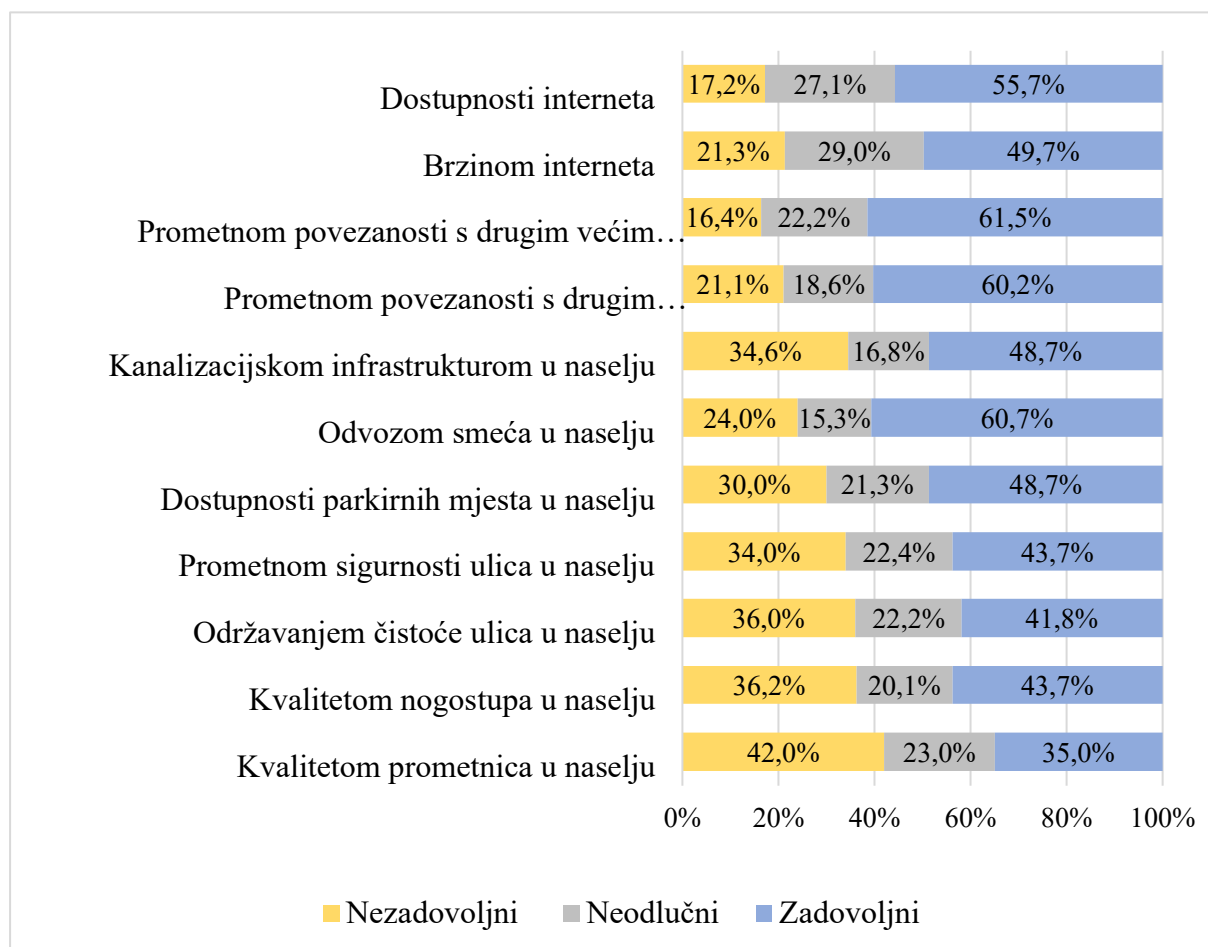 Dostupnosti interneta 17,2% 27,1% 55,7%
Brzinom interneta 21,3% 29,0% 49,7%
Prometnom povezanosti s drugim većim… 16,4% 22,2% 61,5%
Prometnom povezanosti s drugim… 21,1% 18,6% 60,2%
Kanalizacijskom infrastrukturom u naselju 34,6% 16,8% 48,7%
Odvozom smeća u naselju 24,0% 15,3% 60,7%
Dostupnosti parkirnih mjesta u naselju 30,0% 21,3% 48,7%
Prometnom sigurnosti ulica u naselju 34,0% 22,4% 43,7%
Održavanjem čistoće ulica u naselju 36,0% 22,2% 41,8%
Kvalitetom nogostupa u naselju 36,2% 20,1% 43,7%
Kvalitetom prometnica u naselju 42,0% 23,0% 35,0%
0% 20% 40% 60% 80% 100%
Nezadovoljni Neodlučni Zadovoljni